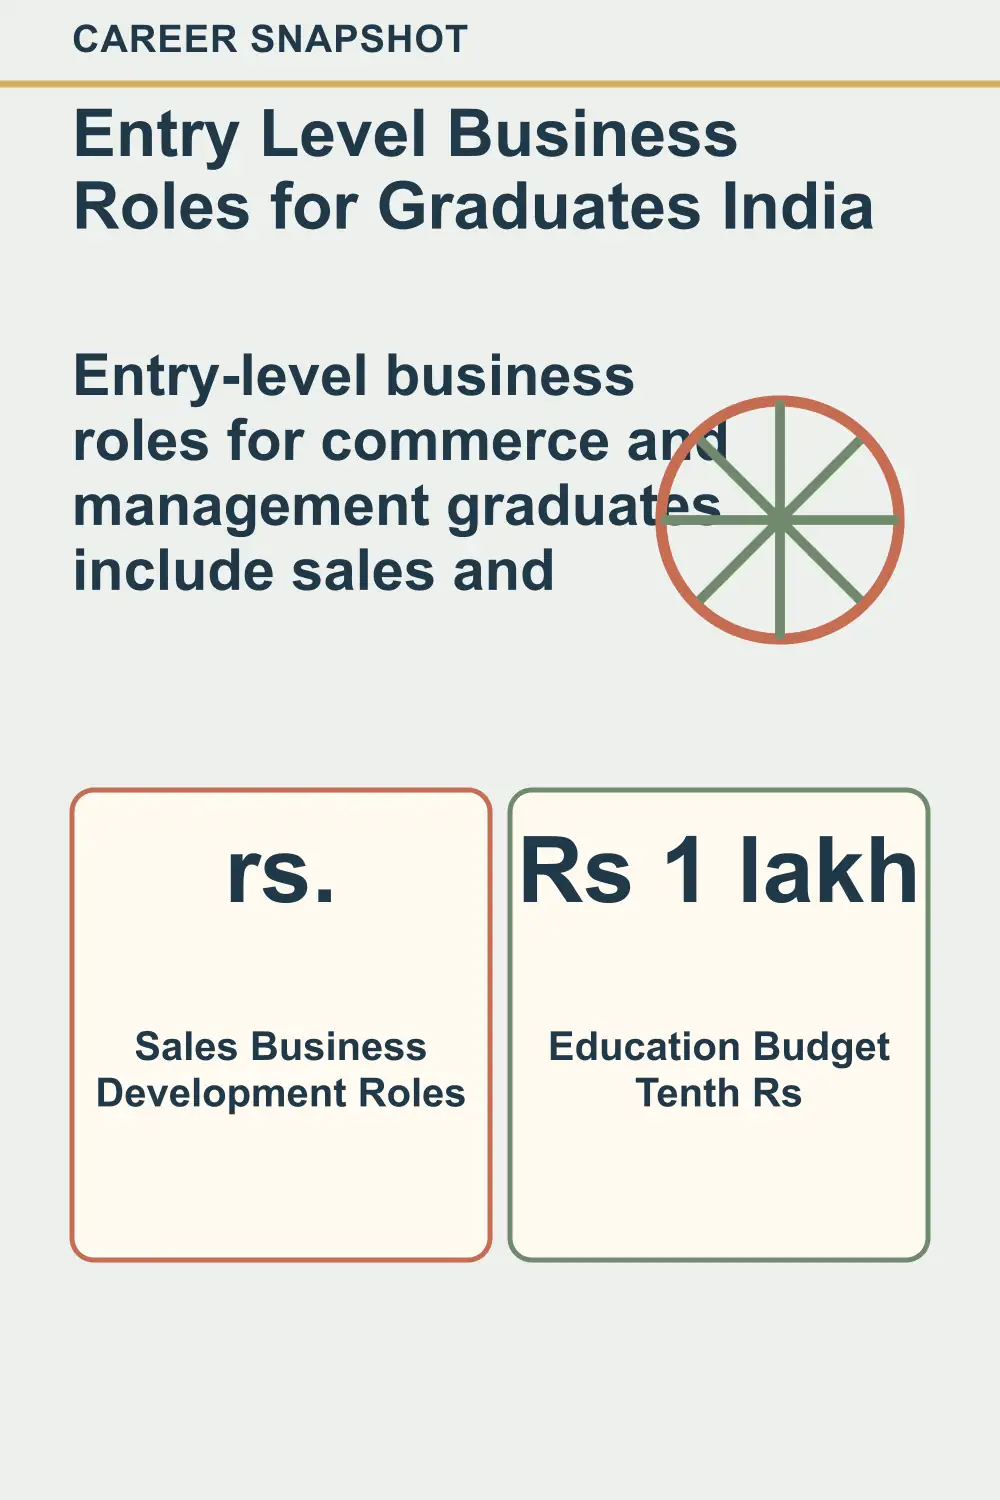 CAREER SNAPSHOT
Entry Level Business
Roles for Graduates India
Entry-level business
roles for commerce and
management graduates
include sales and
rs.
Sales Business
Development Roles
Rs 1 lakh
Education Budget
Tenth Rs